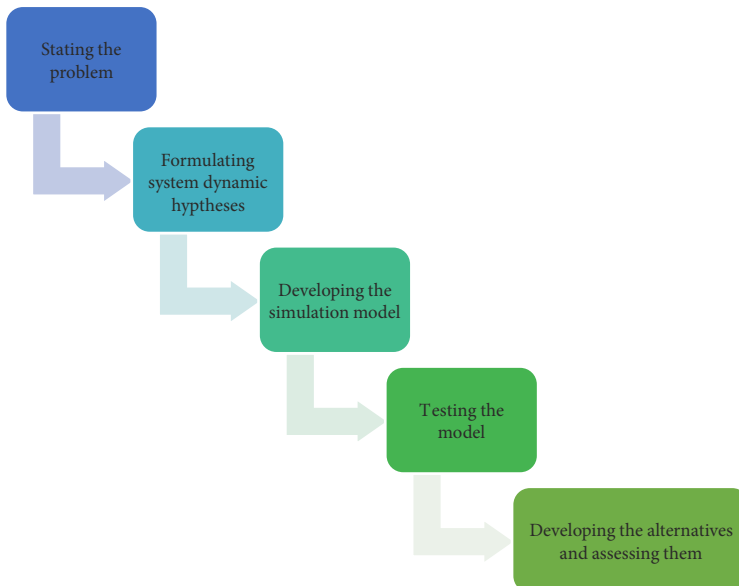 Stating the
problem
Formulating
system dynamic
hyptheses
Developing the
simulation model
Testing the
model
Developing the alternatives
and assessing them